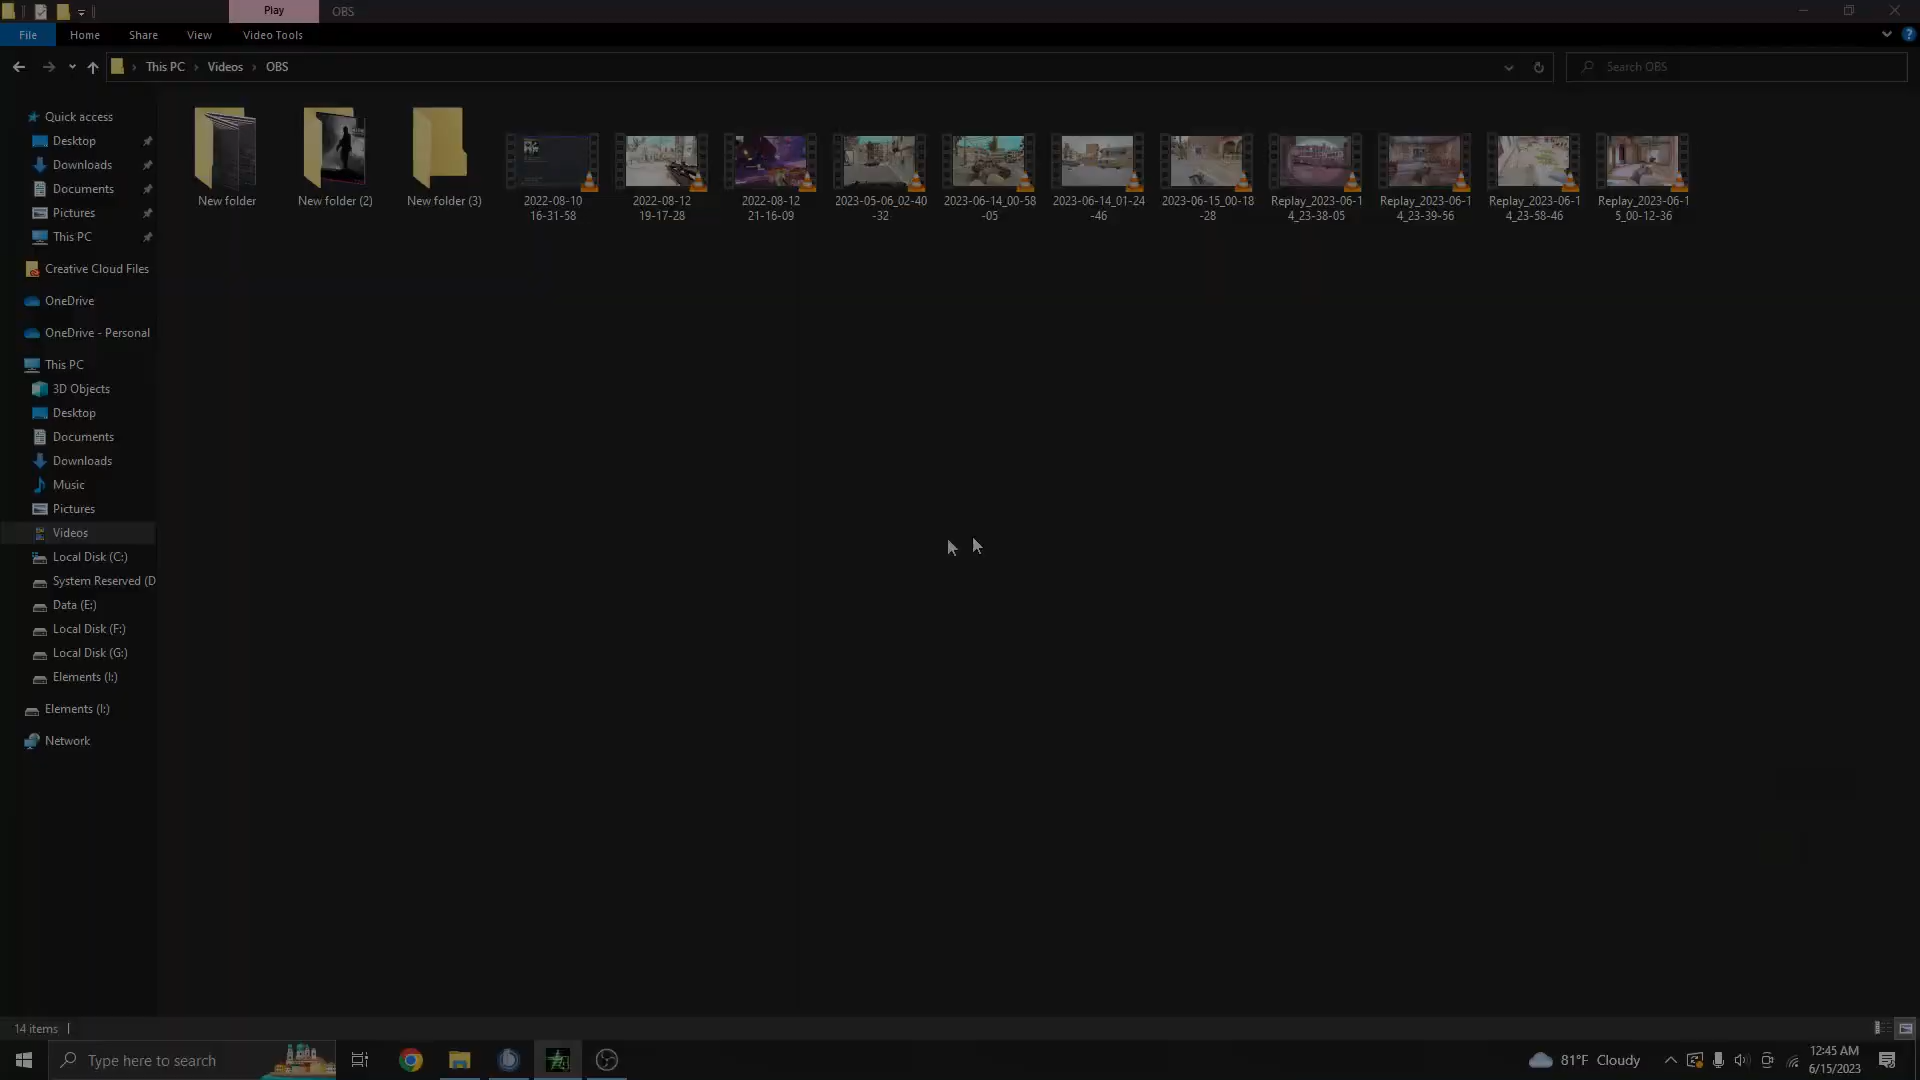 Play
OBS
File
Home
Share
View
Video Tools
This PC
Videos
OBS
Search OBS
Quick access
Desktop
Downloads
Documents
Pictures
This PC
Creative Cloud Files
OneDrive
OneDrive - Personal
This PC
3D Objects
Desktop
Documents
Downloads
Music
Pictures
Videos
Local Disk (C:)
System Reserved (D
Data (E:)
Local Disk (F:)
Local Disk (G:)
Elements (I:)
Elements (I:)
Network
New folder
New folder (2)
New folder (3)
2022-08-10
16-31-58
2022-08-12
19-17-28
2022-08-12
21-16-09
2023-05-06_02-40
-32
2023-06-14_00-58
-05
2023-06-14_01-24
-46
2023-06-15_00-18
-28
Replay_2023-06-1
4_23-38-05
Replay_2023-06-1
4_23-39-56
Replay_2023-06-1
4_23-58-46
Replay_2023-06-1
5_00-12-36
14 items
Type here to search
81°F Cloudy
12:45 AM
6/15/2023